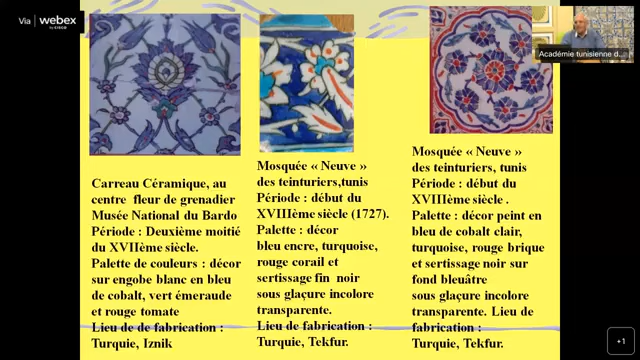 Via
webex
by CISCO
Académie tunisienne d...
Carreau Céramique, au
centre fleur de grenadier
Musée National du Bardo
Période : Deuxième moitié
du XVIIème siècle.
Palette de couleurs : décor
sur engobe blanc en bleu
de cobalt, vert émeraude
et rouge tomate
Lieu de de fabrication :
Turquie, Iznik
Mosquée « Neuve »
des teinturiers,tunis
Période : début du
XVIIIème siècle (1727).
Palette : décor
bleu encre, turquoise,
rouge corail et
sertissage fin noir
sous glaçure incolore
transparente.
Lieu de fabrication :
Turquie, Tekfur.
Mosquée « Neuve »
des teinturiers, tunis
Période : début du
XVIIIème siècle .
Palette : décor peint en
bleu de cobalt clair,
turquoise, rouge brique
et sertissage noir sur
fond bleuâtre
sous glaçure incolore
transparente. Lieu de
fabrication :
Turquie, Tekfur.
+1